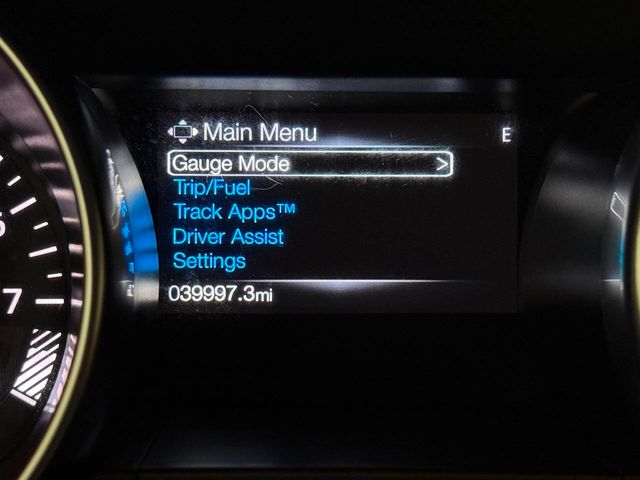 Main Menu
E
Gauge Mode >
Trip/Fuel
Track Apps™
Driver Assist
Settings
039997.3mi
7